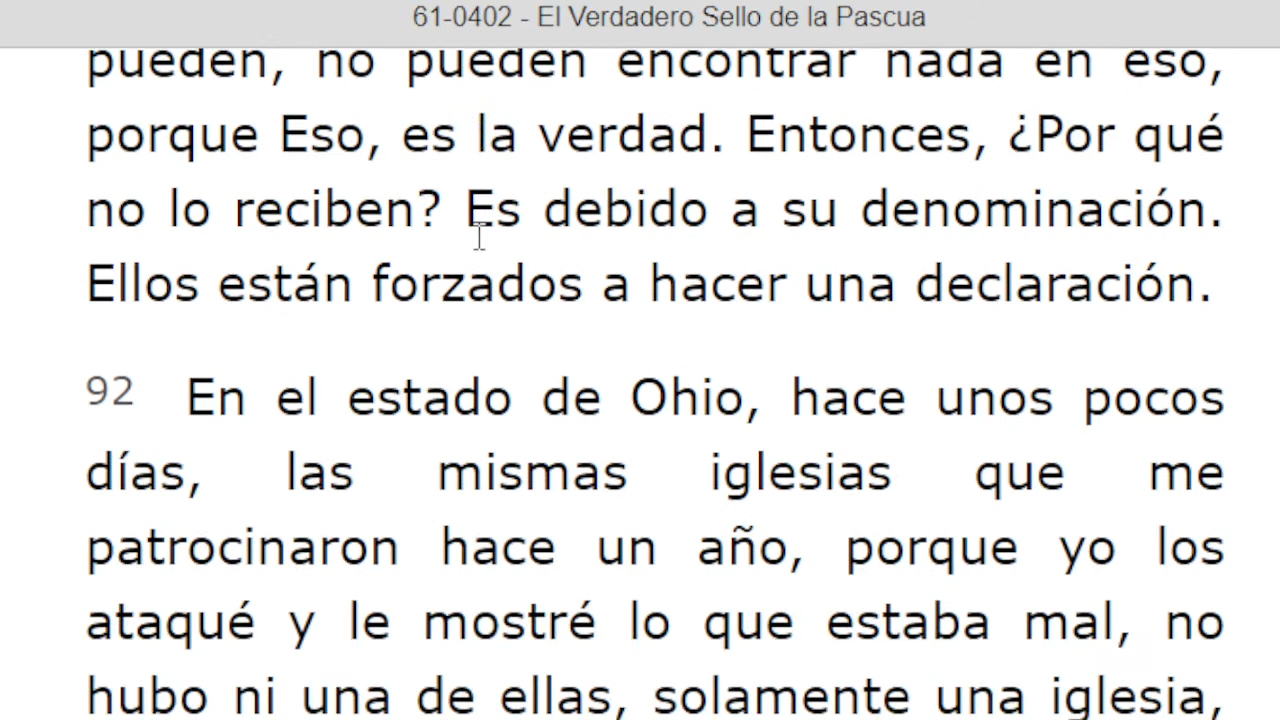 61-0402 - El Verdadero Sello de la Pascua
pueden, no pueden encontrar nada en eso,
porque Eso, es la verdad. Entonces, ¿Por qué
no lo reciben? Es debido a su denominación.
Ellos están forzados a hacer una declaración.
92 En el estado de Ohio, hace unos pocos
días, las mismas iglesias que me
patrocinaron hace un año, porque yo los
ataqué y le mostré lo que estaba mal, no
hubo ni una de ellas, solamente una iglesia,